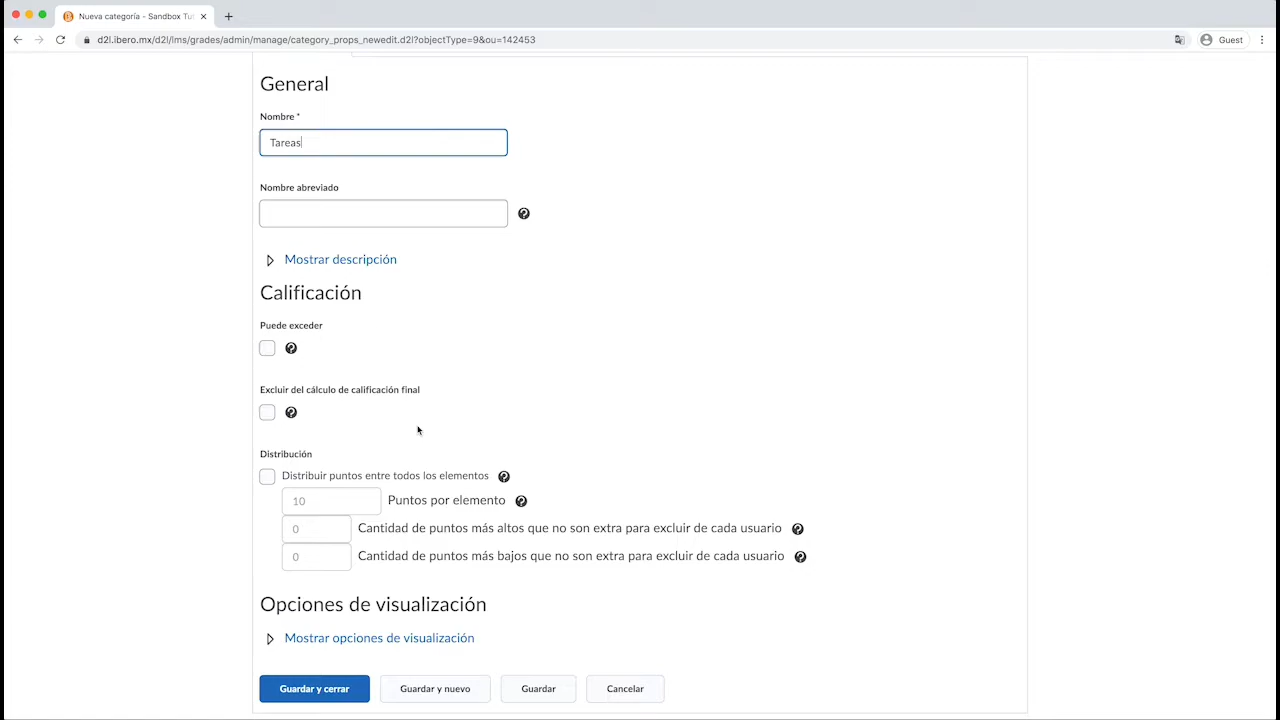 Nueva categoría - Sandbox Tu
d2l.ibero.mx/d2l/lms/grades/admin/manage/category_props_newedit.d2l?objectType=9&ou=142453
Guest
General
Nombre *
Tareas
Nombre abreviado
Mostrar descripción
Calificación
Puede exceder
Excluir del cálculo de calificación final
Distribución
Distribuir puntos entre todos los elementos
10 Puntos por elemento
0 Cantidad de puntos más altos que no son extra para excluir de cada usuario
0 Cantidad de puntos más bajos que no son extra para excluir de cada usuario
Opciones de visualización
Mostrar opciones de visualización
Guardar y cerrar Guardar y nuevo Guardar Cancelar